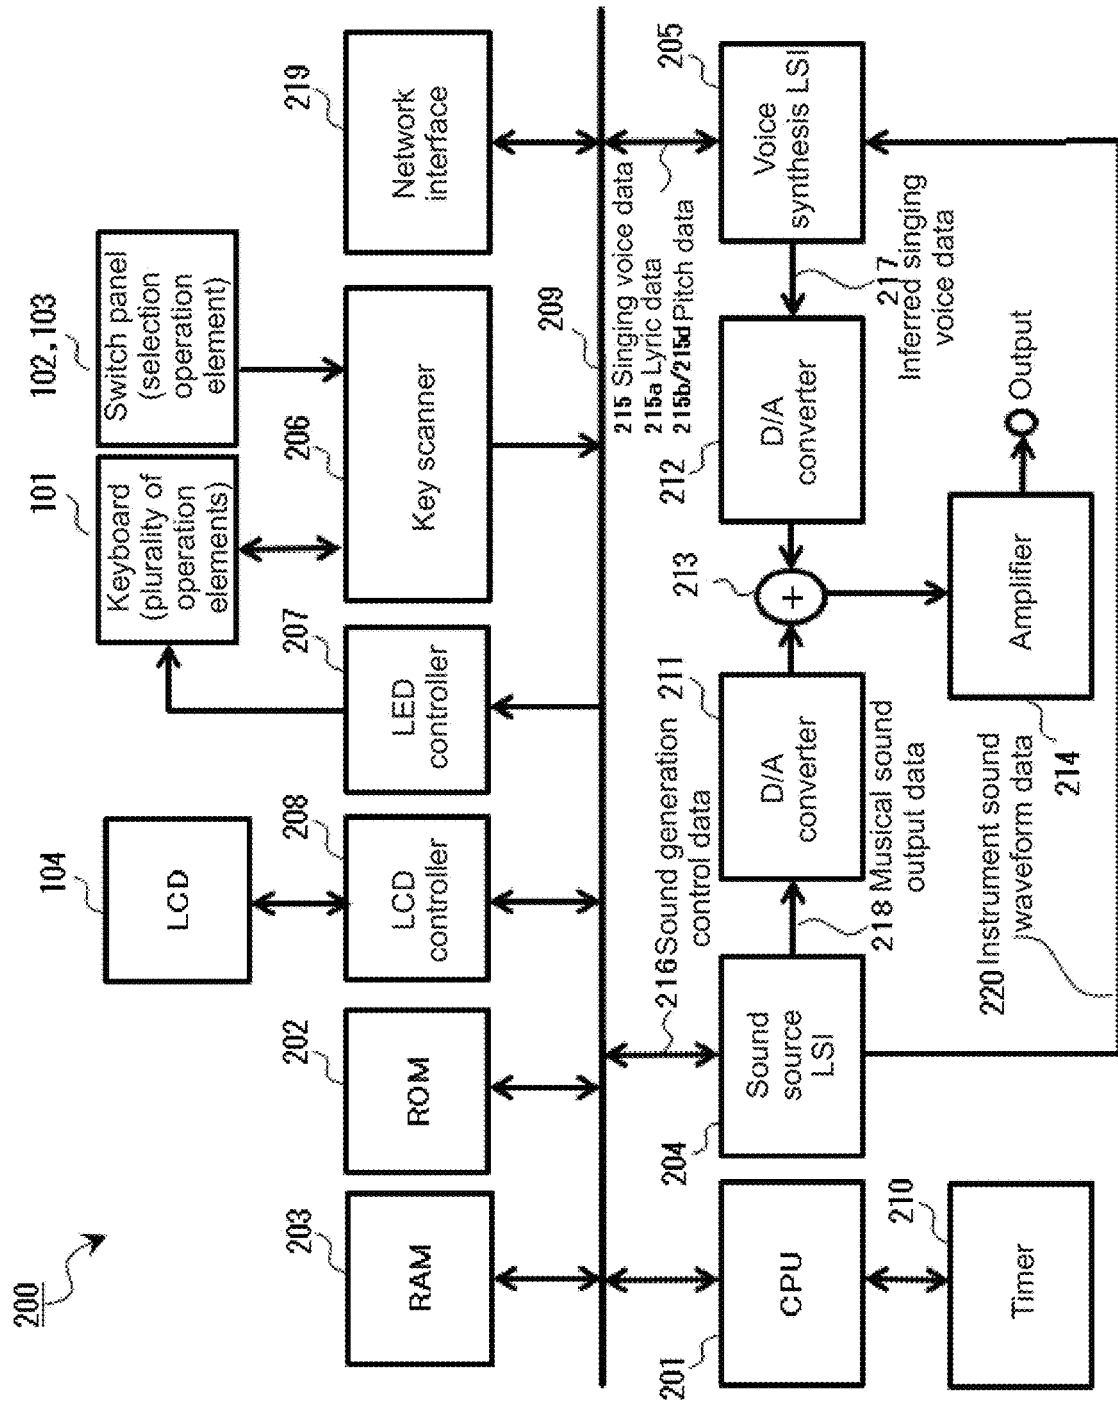 200
203
RAM
202
ROM
104
LCD
208
LCD
controller
207
LED
controller
101
Keyboard
(plurality of
operation
elements)
102, 103
Switch panel
(selection
operation
element)
206
Key scanner
219
Network
interface
209
201
CPU
210
Timer
204
Sound
source
LSI
216 Sound generation
control data
218 Musical sound
output data
211
D/A
converter
213
+
212
D/A
converter
215 Singing voice data
215a Lyric data
215b/215d Pitch data
205
Voice
synthesis LSI
217
Inferred singing
voice data
Amplifier
214
Output
220 Instrument sound
waveform data